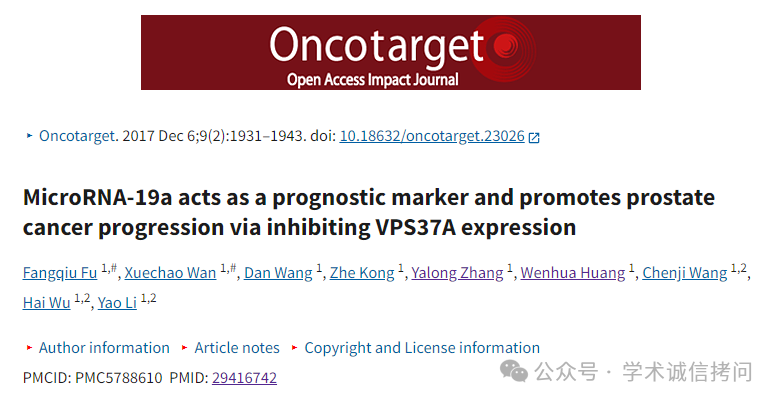 Oncotarget
Open Access Impact Journal
▸ Oncotarget. 2017 Dec 6;9(2):1931–1943. doi: 10.18632/oncotarget.23026
MicroRNA-19a acts as a prognostic marker and promotes prostate
cancer progression via inhibiting VPS37A expression
Fangqiu Fu 1,#, Xuechao Wan 1,#, Dan Wang 1, Zhe Kong 1, Yalong Zhang 1, Wenhua Huang 1, Chenji Wang 1,2,
Hai Wu 1,2, Yao Li 1,2
▸ Author information ▸ Article notes ▸ Copyright and License information
PMCID: PMC5788610 PMID: 29416742
公众号 · 学术诚信拷问